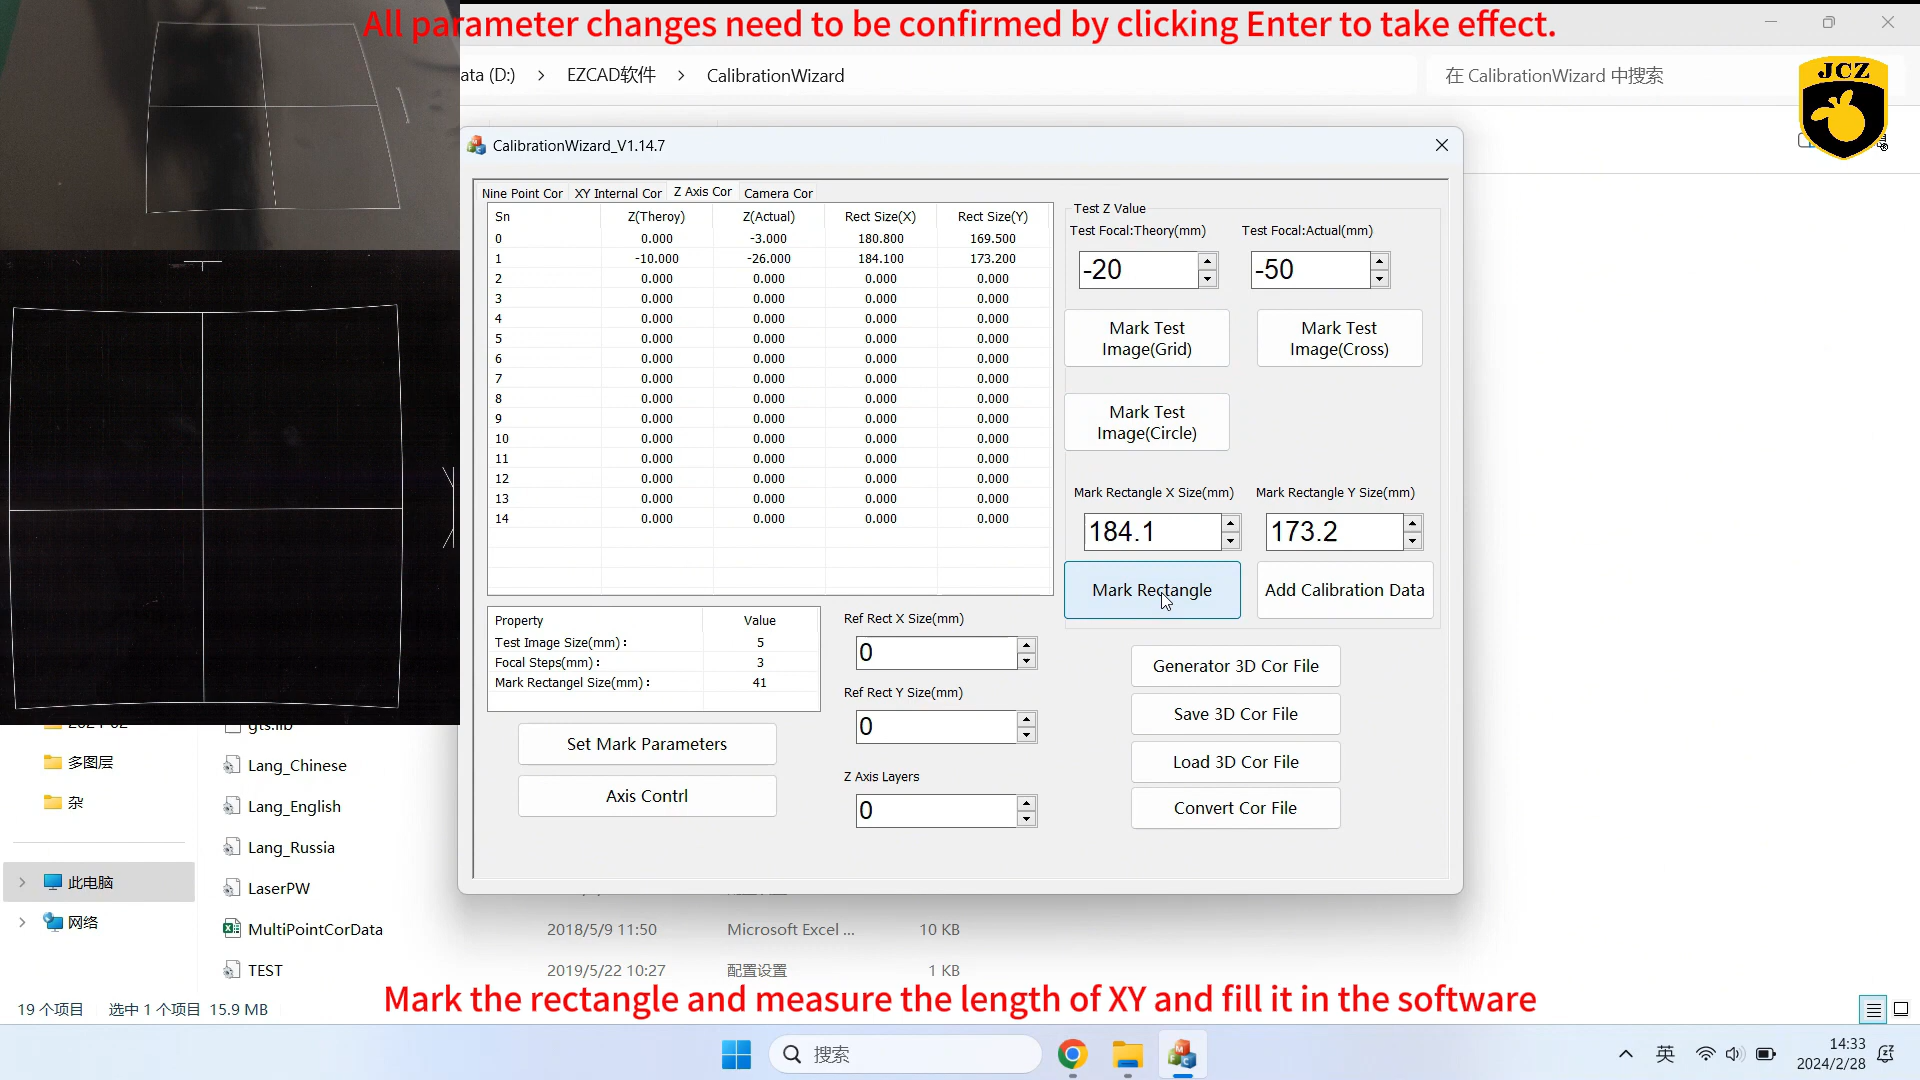 All parameter changes need to be confirmed by clicking Enter to take effect.
ata (D:) > EZCAD软件 > CalibrationWizard
在 CalibrationWizard 中搜索
JCZ
CalibrationWizard_V1.14.7
Nine Point Cor XY Internal Cor Z Axis Cor Camera Cor
Sn Z(Theroy) Z(Actual) Rect Size(X) Rect Size(Y)
0 0.000 -3.000 180.800 169.500
1 -10.000 -26.000 184.100 173.200
2 0.000 0.000 0.000 0.000
3 0.000 0.000 0.000 0.000
4 0.000 0.000 0.000 0.000
5 0.000 0.000 0.000 0.000
6 0.000 0.000 0.000 0.000
7 0.000 0.000 0.000 0.000
8 0.000 0.000 0.000 0.000
9 0.000 0.000 0.000 0.000
10 0.000 0.000 0.000 0.000
11 0.000 0.000 0.000 0.000
12 0.000 0.000 0.000 0.000
13 0.000 0.000 0.000 0.000
14 0.000 0.000 0.000 0.000
Test Z Value
Test Focal:Theory(mm) Test Focal:Actual(mm)
-20 -50
Mark Test
Image(Grid)
Mark Test
Image(Cross)
Mark Test
Image(Circle)
Mark Rectangle X Size(mm) Mark Rectangle Y Size(mm)
184.1 173.2
Mark Rectangle Add Calibration Data
Property Value
Test Image Size(mm): 5
Focal Steps(mm): 3
Mark Rectangel Size(mm): 41
Set Mark Parameters
Axis Contrl
Ref Rect X Size(mm)
0
Ref Rect Y Size(mm)
0
Z Axis Layers
0
Generator 3D Cor File
Save 3D Cor File
Load 3D Cor File
Convert Cor File
多图层
杂
此电脑
网络
gts.lib
Lang_Chinese
Lang_English
Lang_Russia
LaserPW
MultiPointCorData 2018/5/9 11:50 Microsoft Excel ... 10 KB
TEST 2019/5/22 10:27 配置设置 1 KB
Mark the rectangle and measure the length of XY and fill it in the software
19 个项目 选中 1 个项目 15.9 MB
搜索
英
14:33
2024/2/28